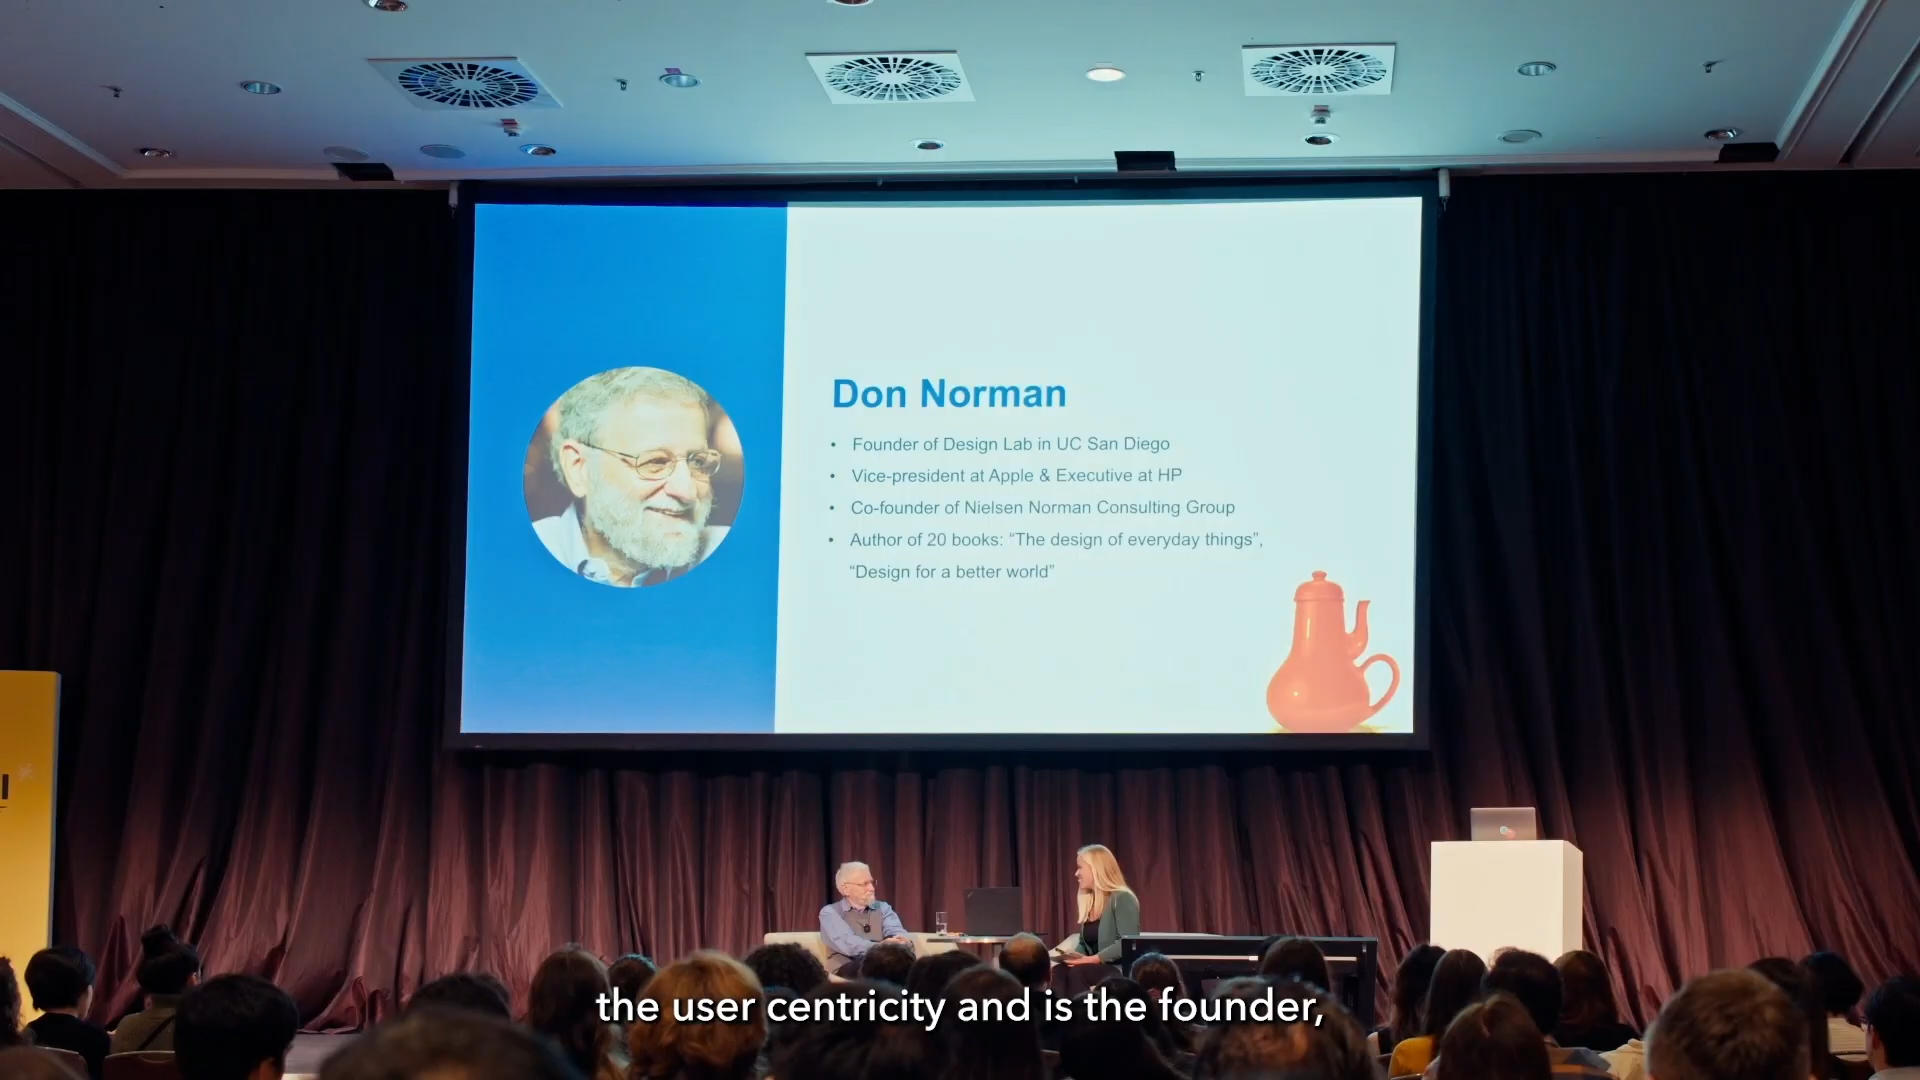 Don Norman
• Founder of Design Lab in UC San Diego
• Vice-president at Apple & Executive at HP
• Co-founder of Nielsen Norman Consulting Group
• Author of 20 books: “The design of everyday things”,
“Design for a better world”
the user centricity and is the founder,